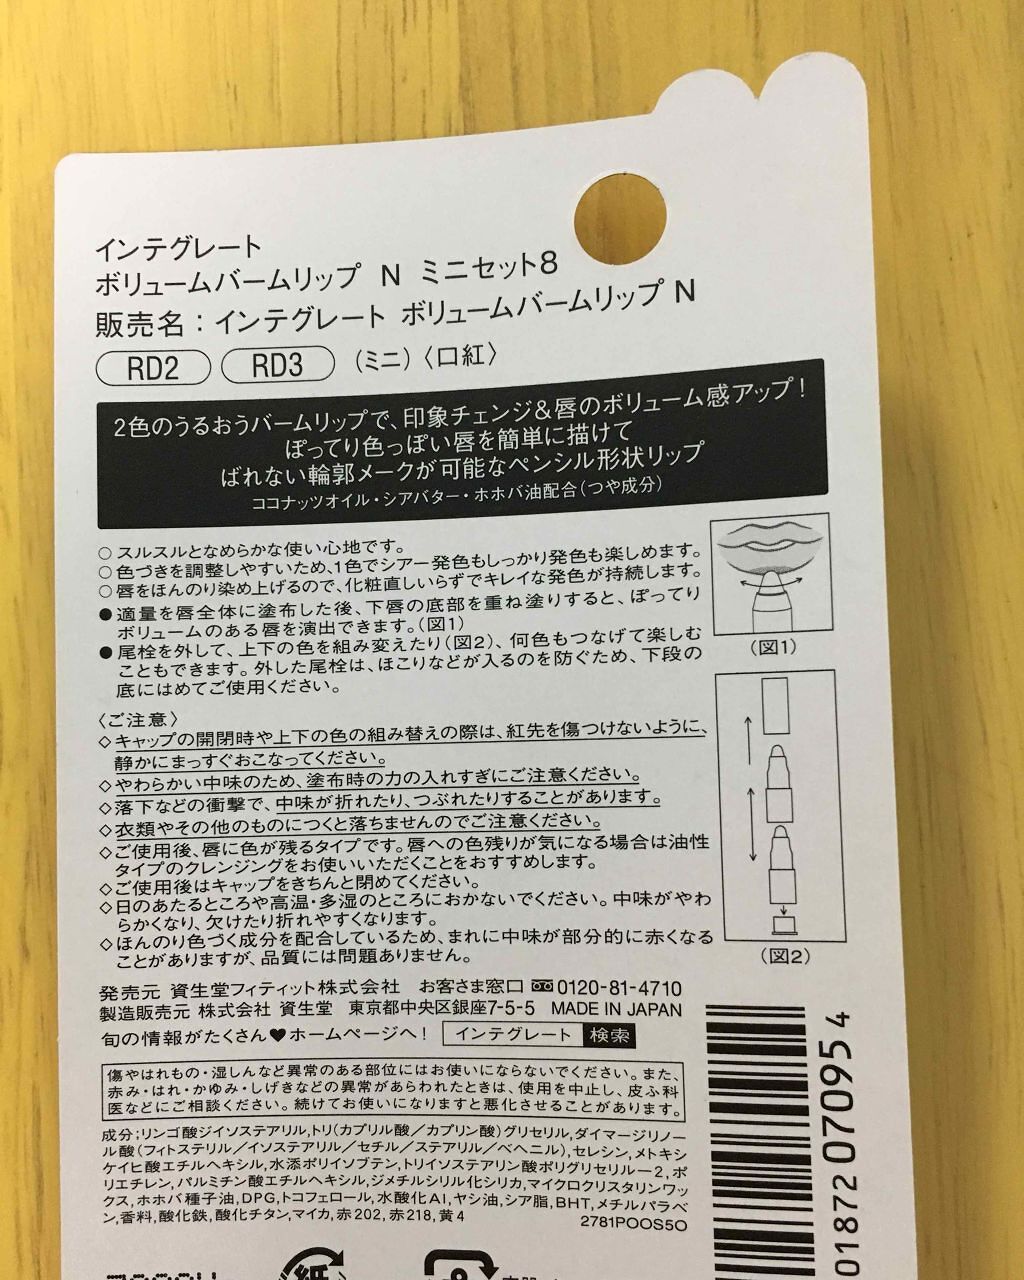 インテグレート
ボリュームバームリップ N ミニセット8
販売名：インテグレート ボリュームバームリップ N
RD2 RD3 （ミニ）〈口紅〉
2色のうるおうバームリップで、印象チェンジ&唇のボリューム感アップ！
ぽってり色っぽい唇を簡単に描けて
ばれない輪郭メークが可能なペンシル形状リップ
ココナッツオイル・シアバター・ホホバ油配合（つや成分）
○スルスルとなめらかな使い心地です。
○色づきを調整しやすいため、1色でシアー発色もしっかり発色も楽しめます。
○唇をほんのり染め上げるので、化粧直しいらずでキレイな発色が持続します。
●適量を唇全体に塗布した後、下唇の底部を重ね塗りすると、ぽってり
ボリュームのある唇を演出できます。（図1）
●尾栓を外して、上下の色を組み変えたり（図2）、何色もつなげて楽しむ
こともできます。外した尾栓は、ほこりなどが入るのを防ぐため、下段の
底にはめてご使用ください。
（図1）
〈ご注意〉
◇キャップの開閉時や上下の色の組み替えの際は、紅先を傷つけないように、
静かにまっすぐおこなってください。
◇やわらかい中味のため、塗布時の力の入れすぎにご注意ください。
◇落下などの衝撃で、中味が折れたり、つぶれたりすることがあります。
◇衣類やその他のものにつくと落ちませんのでご注意ください。
◇ご使用後、唇に色が残るタイプです。唇への色残りが気になる場合は油性
タイプのクレンジングをお使いいただくことをおすすめします。
◇ご使用後はキャップをきちんと閉めてください。
◇日のあたるところや高温・多湿のところにおかないでください。中味がやわ
らかくなり、欠けたり折れやすくなります。
◇ほんのり色づく成分を配合しているため、まれに中味が部分的に赤くなる
ことがありますが、品質には問題ありません。
（図2）
発売元 資生堂フィティット株式会社 お客さま窓口 0120-81-4710
製造販売元 株式会社 資生堂 東京都中央区銀座7-5-5 MADE IN JAPAN
旬の情報がたくさん♥ホームページへ！ インテグレート 検索
傷やはれもの・湿しんなど異常のある部位にはお使いにならないでください。また、
赤み・はれ・かゆみ・しげきなどの異常があらわれたときは、使用を中止し、皮ふ科
医などにご相談ください。続けてお使いになりますと悪化させることがあります。
成分；リンゴ酸ジイソステアリル,トリ（カプリル酸／カプリン酸）グリセリル,ダイマージリノー
ル酸（フィトステリル／イソステアリル／セチル／ステアリル／ベヘニル）,セレシン,メトキシ
ケイヒ酸エチルヘキシル,水添ポリイソブテン,トリイソステアリン酸ポリグリセリル－2,ポ
リエチレン,パルミチン酸エチルヘキシル,ジメチルシリル化シリカ,マイクロクリスタリンワッ
クス,ホホバ種子油,DPG,トコフェロール,水酸化Al,ヤシ油,シア脂,BHT,メチルパラベ
ン,香料,酸化鉄,酸化チタン,マイカ,赤202,赤218,黄4
2781POOS5O
01872 070954
紙